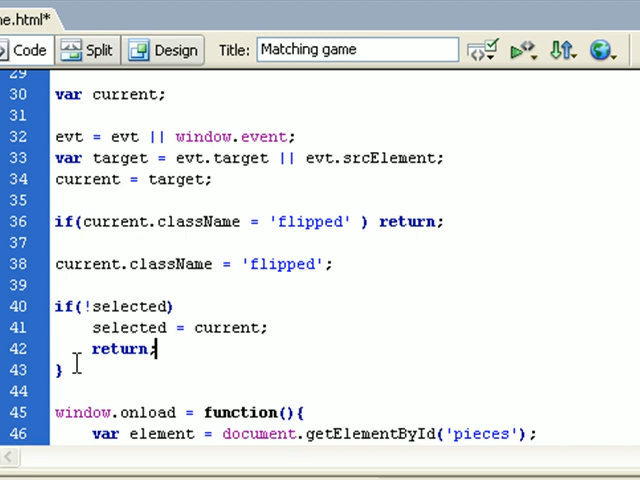 ne.html*
Code Split Design Title: Matching game
29
30 var current;
31
32 evt = evt || window.event;
33 var target = evt.target || evt.srcElement;
34 current = target;
35
36 if(current.className = 'flipped' ) return;
37
38 current.className = 'flipped';
39
40 if(!selected)
41 selected = current;
42 return;
43 }
44
45 window.onload = function(){
46 var element = document.getElementById('pieces');